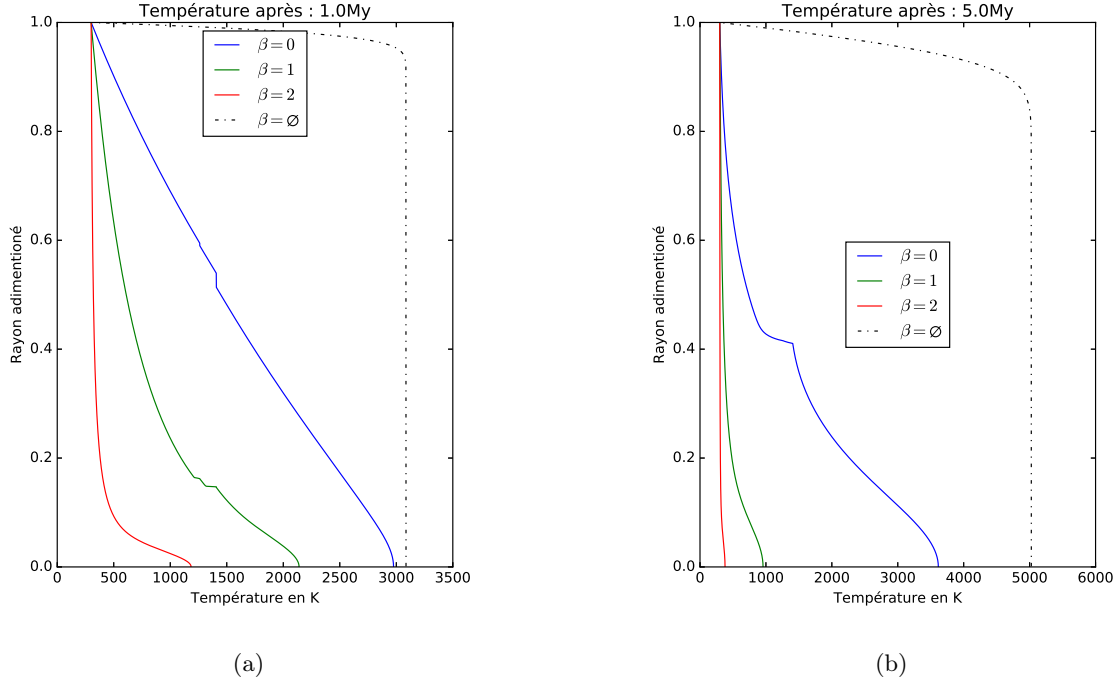 Température après : 1.0My
1.0
0.8
0.6
0.4
0.2
0.0
Rayon adimentioné
β = 0
β = 1
β = 2
β = ∅
0 500 1000 1500 2000 2500 3000 3500
Température en K
(a)
Température après : 5.0My
1.0
0.8
0.6
0.4
0.2
0.0
Rayon adimentioné
β = 0
β = 1
β = 2
β = ∅
0 1000 2000 3000 4000 5000 6000
Température en K
(b)